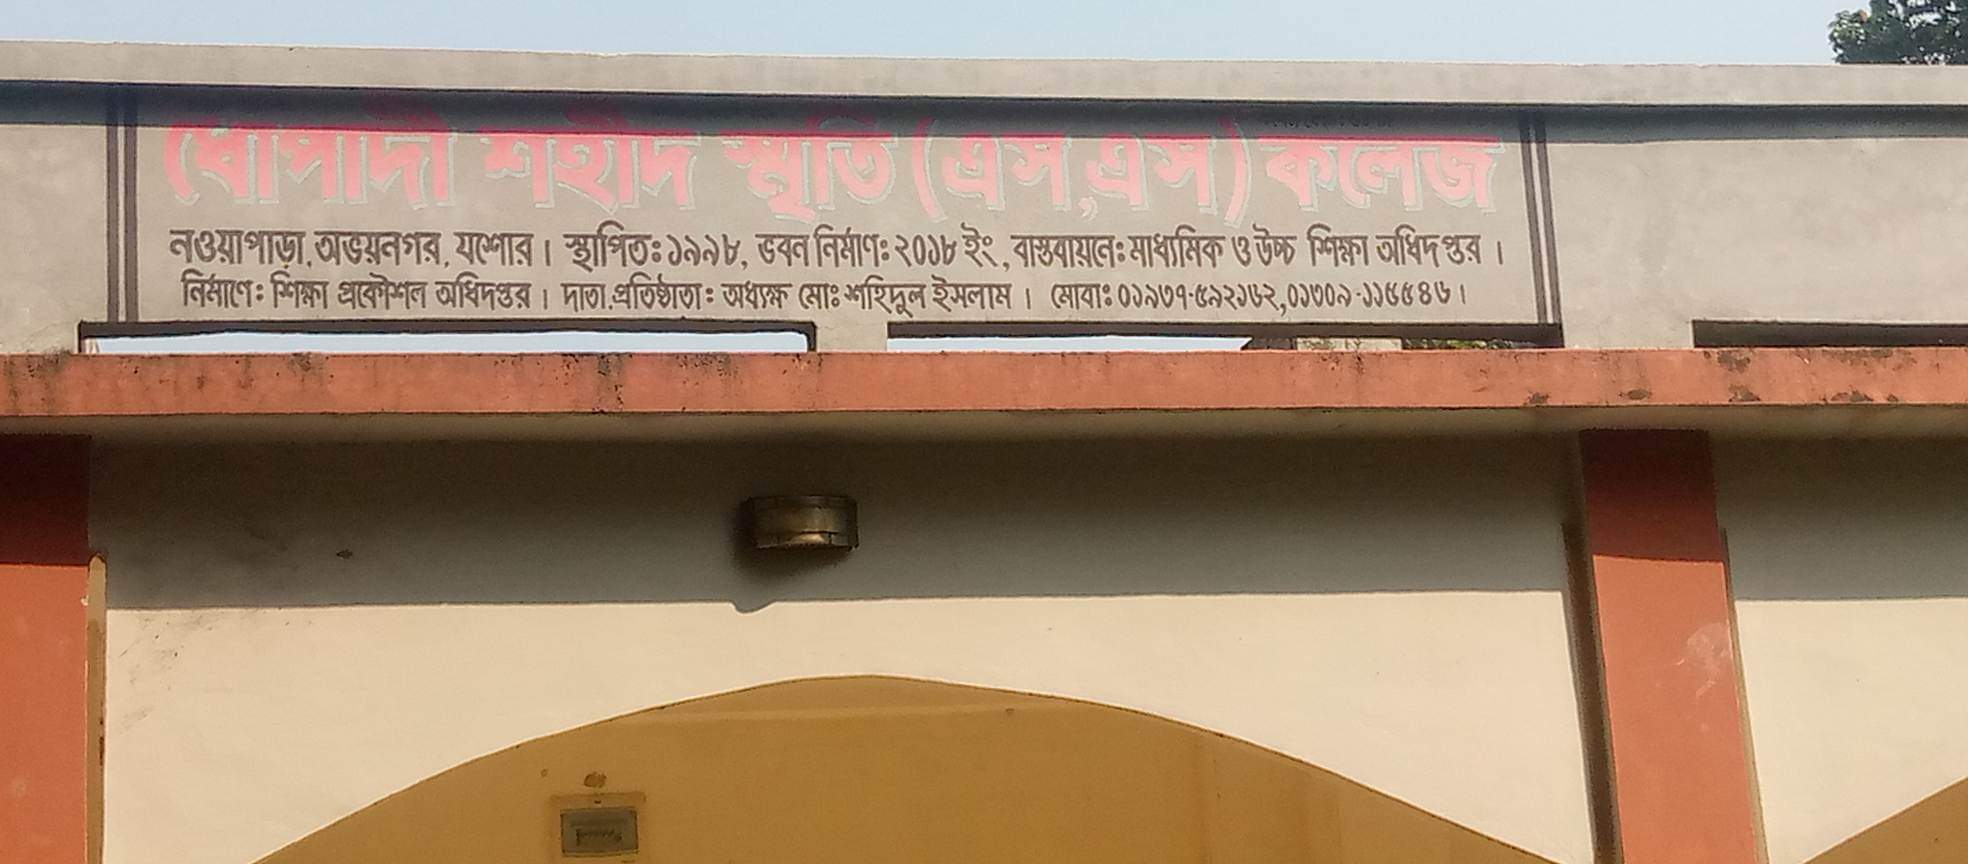 ধোপাদী শহীদ স্মৃতি (এস,এস) কলেজ
নওয়াপাড়া, অভয়নগর, যশোর। স্থাপিতঃ ১৯৯৮, ভবন নির্মাণঃ ২০১৮ ইং, বাস্তবায়নেঃ মাধ্যমিক ও উচ্চ শিক্ষা অধিদপ্তর।
নির্মাণেঃ শিক্ষা প্রকৌশল অধিদপ্তর। দাতা.প্রতিষ্ঠাতাঃ অধ্যক্ষ মোঃ শহিদুল ইসলাম। মোবাঃ ০১৯৩৭-৫৯২১৬২,০১৩০৯-১১৫৫৪৬।